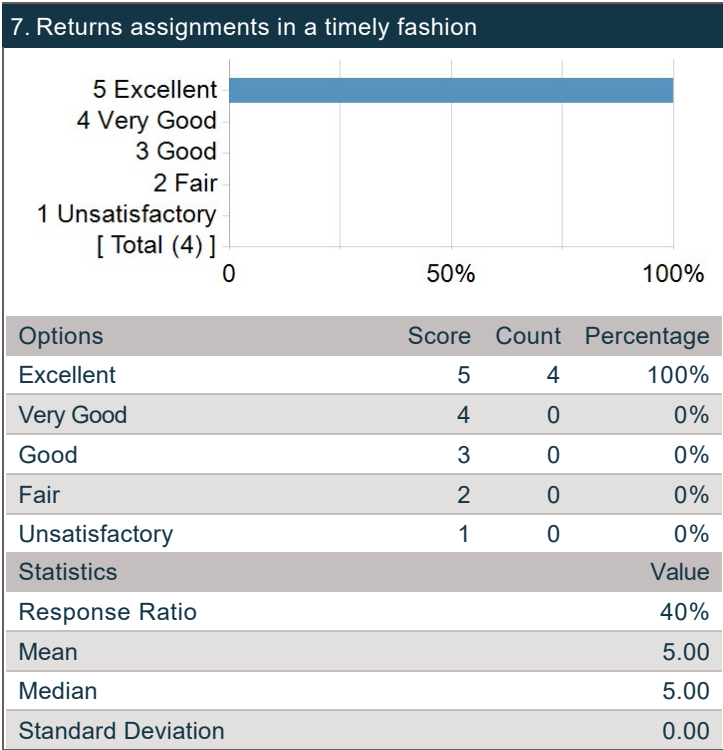 7. Returns assignments in a timely fashion
5 Excellent
4 Very Good
3 Good
2 Fair
1 Unsatisfactory
[ Total (4) ]
0 50% 100%
Options Score Count Percentage
Excellent 5 4 100%
Very Good 4 0 0%
Good 3 0 0%
Fair 2 0 0%
Unsatisfactory 1 0 0%
Statistics Value
Response Ratio 40%
Mean 5.00
Median 5.00
Standard Deviation 0.00